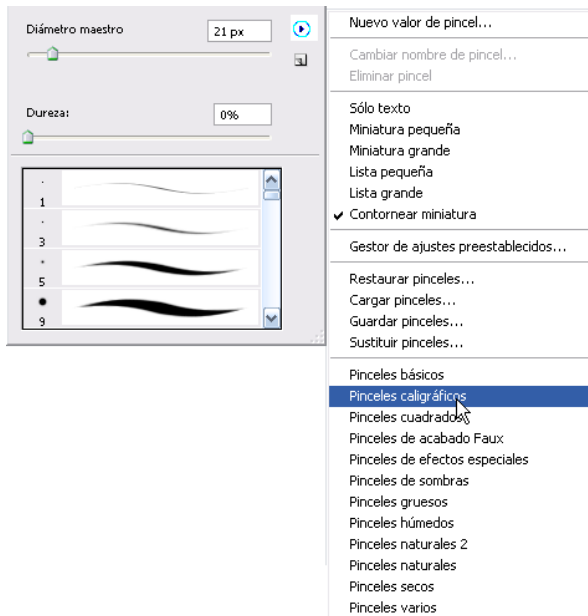 Diámetro maestro
21 px
Dureza:
0%
1
3
5
9
Nuevo valor de pincel...
Cambiar nombre de pincel...
Eliminar pincel
Sólo texto
Miniatura pequeña
Miniatura grande
Lista pequeña
Lista grande
Contornear miniatura
Gestor de ajustes preestablecidos...
Restaurar pinceles...
Cargar pinceles...
Guardar pinceles...
Sustituir pinceles...
Pinceles básicos
Pinceles caligráficos
Pinceles cuadrados
Pinceles de acabado Faux
Pinceles de efectos especiales
Pinceles de sombras
Pinceles gruesos
Pinceles húmedos
Pinceles naturales 2
Pinceles naturales
Pinceles secos
Pinceles varios